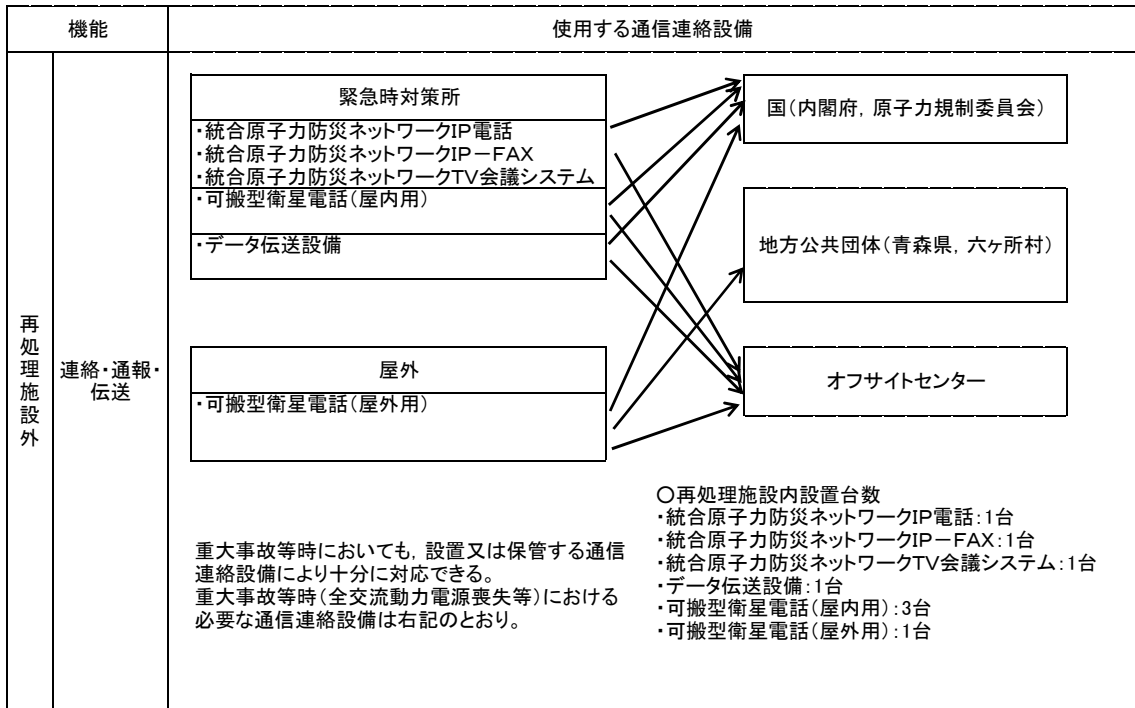 機能
使用する通信連絡設備
再処理施設外
連絡・通報・
伝送
緊急時対策所
・統合原子力防災ネットワークIP電話
・統合原子力防災ネットワークIP－FAX
・統合原子力防災ネットワークTV会議システム
・可搬型衛星電話(屋内用)
・データ伝送設備
屋外
・可搬型衛星電話(屋外用)
国(内閣府，原子力規制委員会)
地方公共団体(青森県，六ヶ所村)
オフサイトセンター
重大事故等時においても，設置又は保管する通信
連絡設備により十分に対応できる。
重大事故等時(全交流動力電源喪失等)における
必要な通信連絡設備は右記のとおり。
○再処理施設内設置台数
・統合原子力防災ネットワークIP電話：1台
・統合原子力防災ネットワークIP－FAX：1台
・統合原子力防災ネットワークTV会議システム：1台
・データ伝送設備：1台
・可搬型衛星電話(屋内用)：3台
・可搬型衛星電話(屋外用)：1台